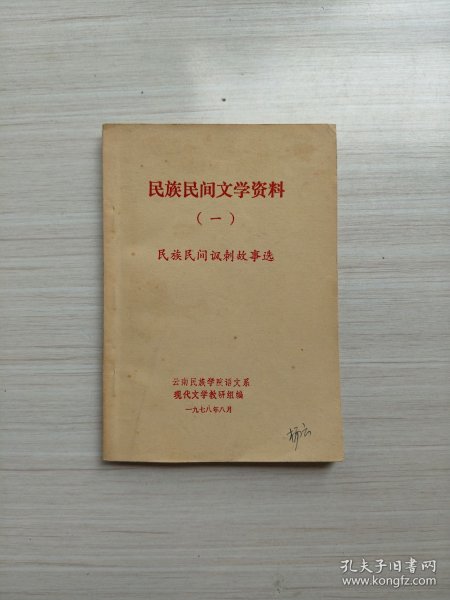 民族民间文学资料
（一）
民族民间讽刺故事选
云南民族学院语文系
现代文学教研组编
一九七八年八月
孔夫子旧书网
www.kongfz.com